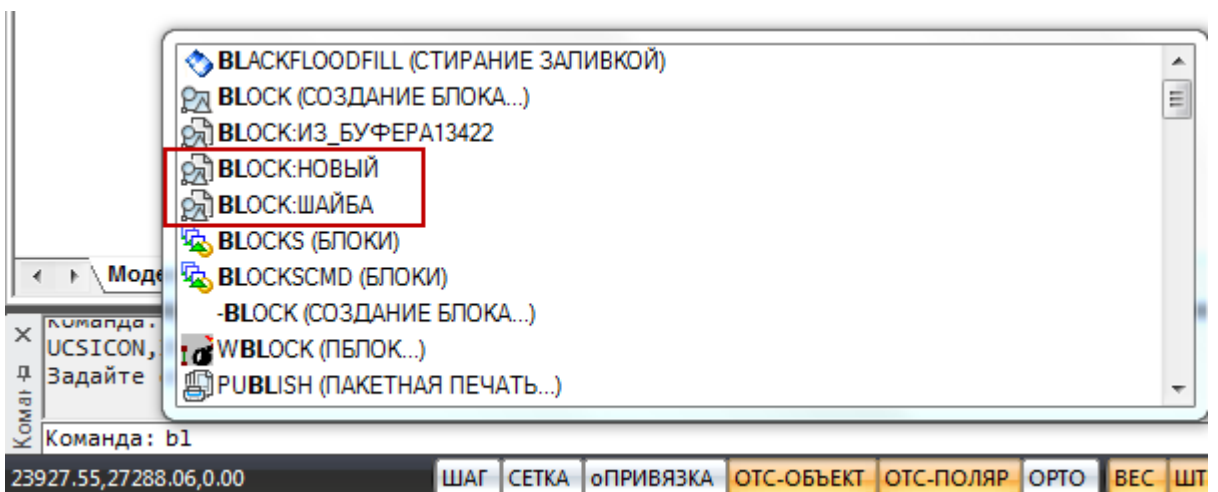 BLACKFLOODFILL (СТИРАНИЕ ЗАЛИВКОЙ)
BLOCK (СОЗДАНИЕ БЛОКА...)
BLOCK:ИЗ_БУФЕРА13422
BLOCK:НОВЫЙ
BLOCK:ШАЙБА
BLOCKS (БЛОКИ)
BLOCKSCMD (БЛОКИ)
-BLOCK (СОЗДАНИЕ БЛОКА...)
WBLOCK (ПБЛОК...)
PUBLISH (ПАКЕТНАЯ ПЕЧАТЬ...)
Моде
Команда:
UCSICON,
Задайте
Коман
Команда: bl
23927.55,27288.06,0.00 ШАГ СЕТКА оПРИВЯЗКА ОТС-ОБЪЕКТ ОТС-ПОЛЯР ОРТО ВЕС ШТ